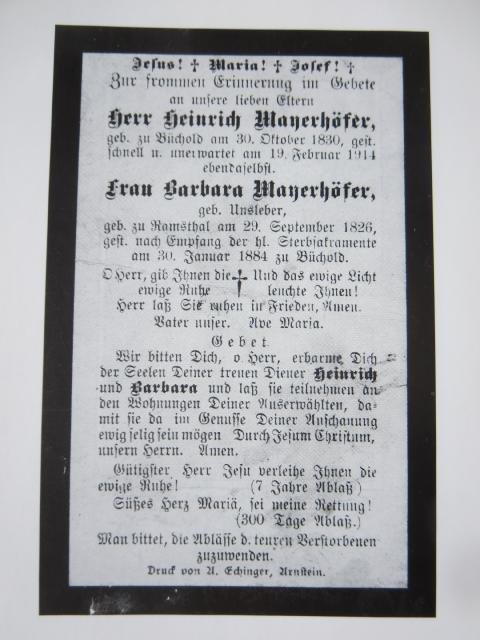 Jesus! ✝ Maria! ✝ Josef! ✝
Zur frommen Erinnerung im Gebete
an unsere lieben Eltern
Herr Heinrich Mayerhöfer,
geb. zu Büchold am 30. Oktober 1830, gest.
schnell u. unerwartet am 19. Februar 1914
ebendaselbst.
Frau Barbara Mayerhöfer,
geb. Unsleber,
geb. zu Ramsthal am 29. September 1826,
gest. nach Empfang der hl. Sterbsakramente
am 30. Januar 1884 zu Büchold.
O Herr, gib Ihnen die ✝ Und das ewige Licht
ewige Ruhe leuchte Ihnen!
Herr laß Sie ruhen in Frieden, Amen.
Vater unser. Ave Maria.
Gebet
Wir bitten Dich, o Herr, erbarme Dich
der Seelen Deiner treuen Diener Heinrich
und Barbara und laß sie teilnehmen an
den Wohnungen Deiner Auserwählten, da-
mit sie da im Genusse Deiner Anschauung
ewig selig sein mögen Durch Jesum Christum,
unsern Herrn. Amen.
Gütigster Herr Jesu verleihe Ihnen die
ewige Ruhe! (7 Jahre Ablaß)
Süßes Herz Mariä, sei meine Rettung!
(300 Tage Ablaß.)
Man bittet, die Ablässe d. teuren Verstorbenen
zuzuwenden.
Druck von A. Echinger, Arnstein.